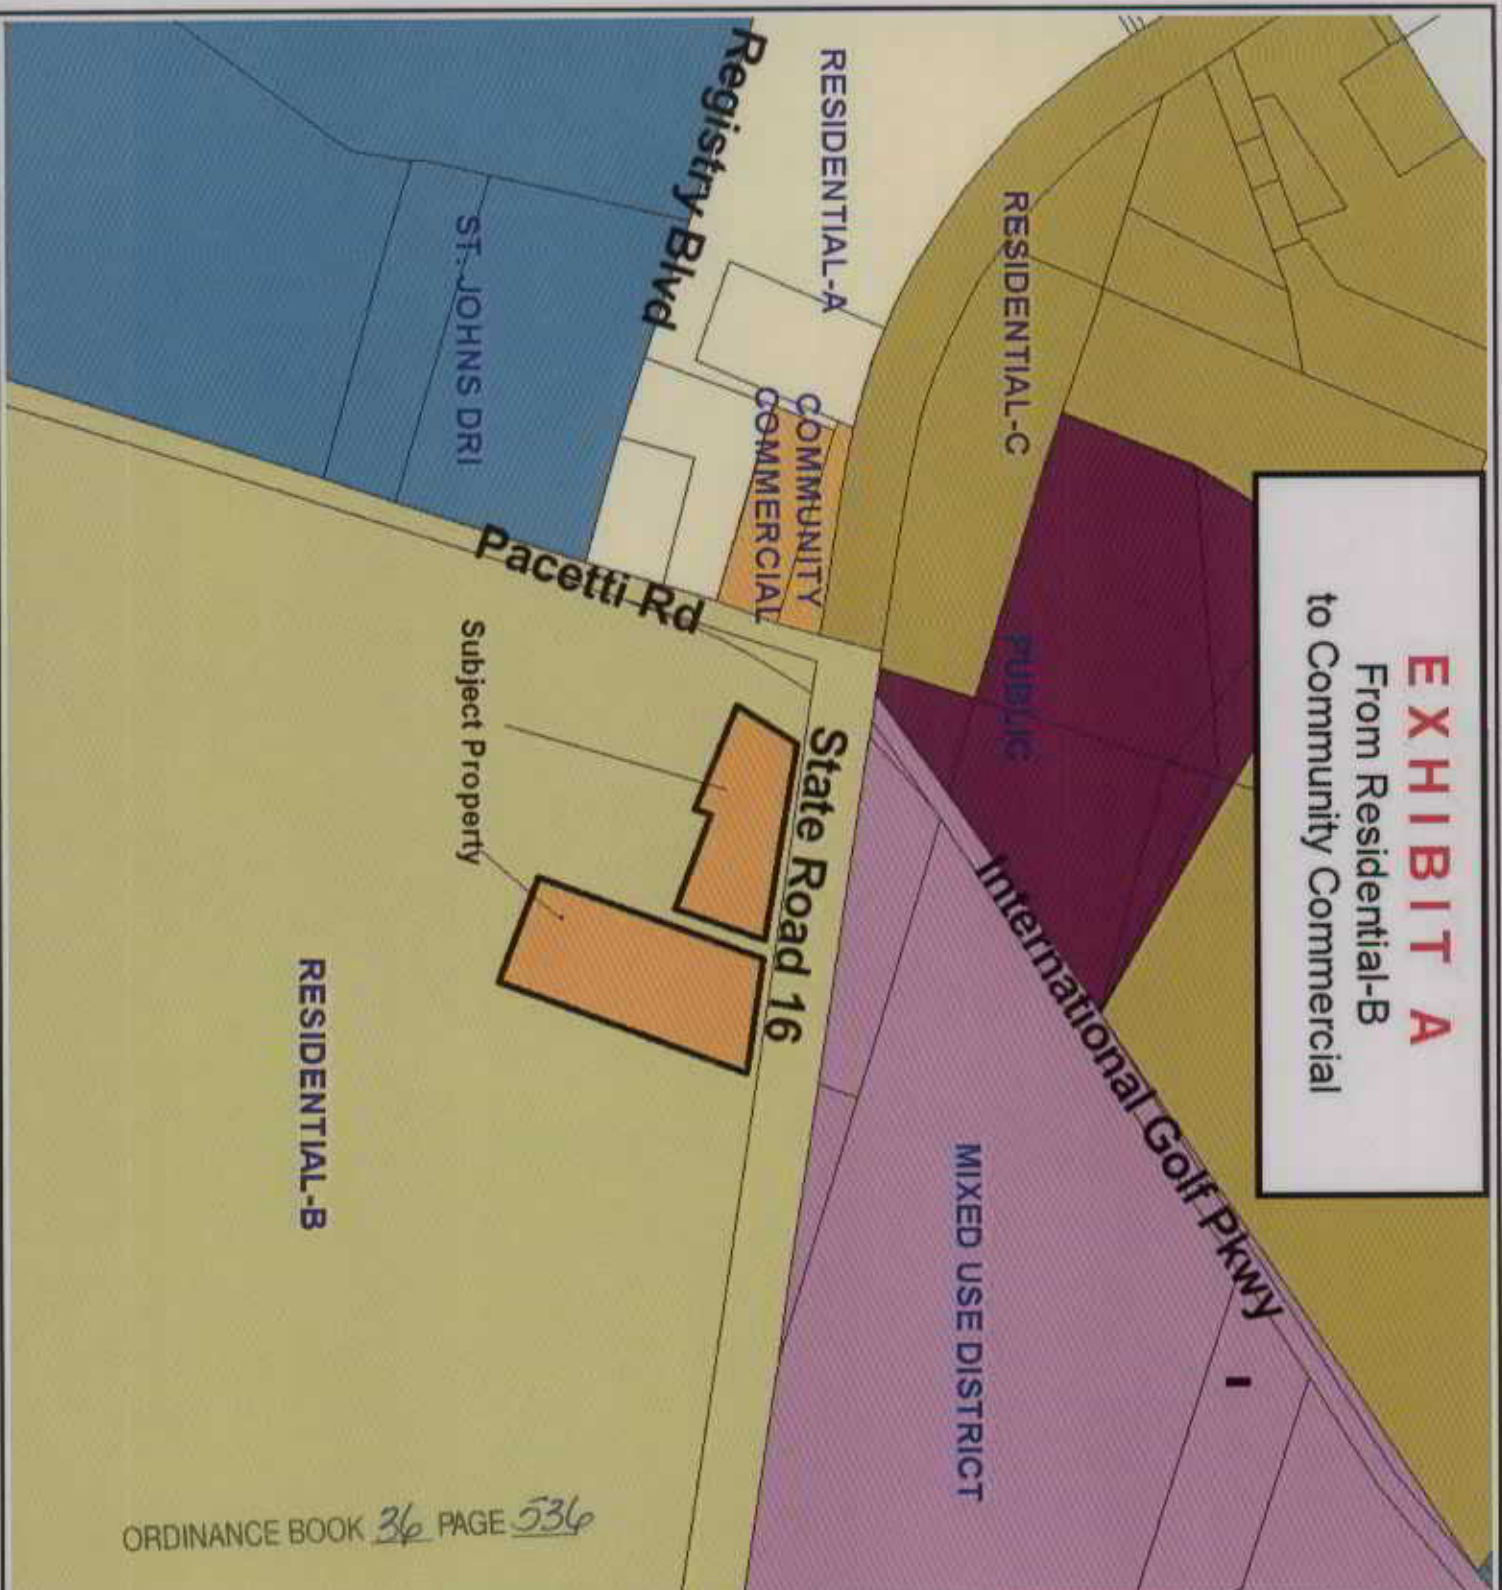 EXHIBIT A
From Residential-B
to Community Commercial
RESIDENTIAL-C
RESIDENTIAL-A
Registry Blvd
COMMUNITY
COMMERCIAL
ST. JOHNS DRI
PUBLIC
International Golf Pkwy
Pacetti Rd
State Road 16
Subject Property
MIXED USE DISTRICT
RESIDENTIAL-B
ORDINANCE BOOK 36 PAGE 536